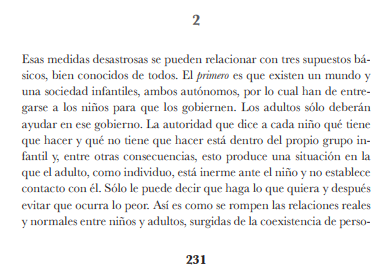 2
Esas medidas desastrosas se pueden relacionar con tres supuestos bá-
sicos, bien conocidos de todos. El primero es que existen un mundo y
una sociedad infantiles, ambos autónomos, por lo cual han de entre-
garse a los niños para que los gobiernen. Los adultos sólo deberán
ayudar en ese gobierno. La autoridad que dice a cada niño qué tiene
que hacer y qué no tiene que hacer está dentro del propio grupo in-
fantil y, entre otras consecuencias, esto produce una situación en la
que el adulto, como individuo, está inerme ante el niño y no establece
contacto con él. Sólo le puede decir que haga lo que quiera y después
evitar que ocurra lo peor. Así es como se rompen las relaciones reales
y normales entre niños y adultos, surgidas de la coexistencia de perso-
231